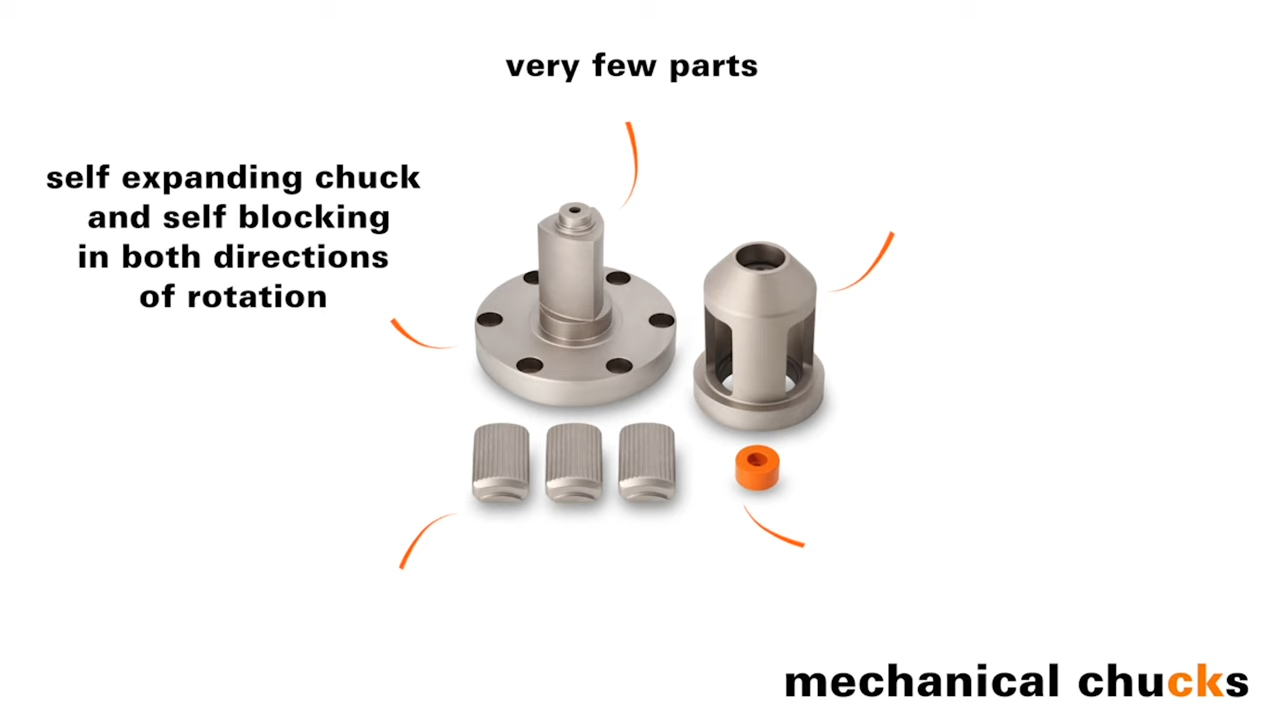 very few parts
self expanding chuck
and self blocking
in both directions
of rotation
mechanical chucks